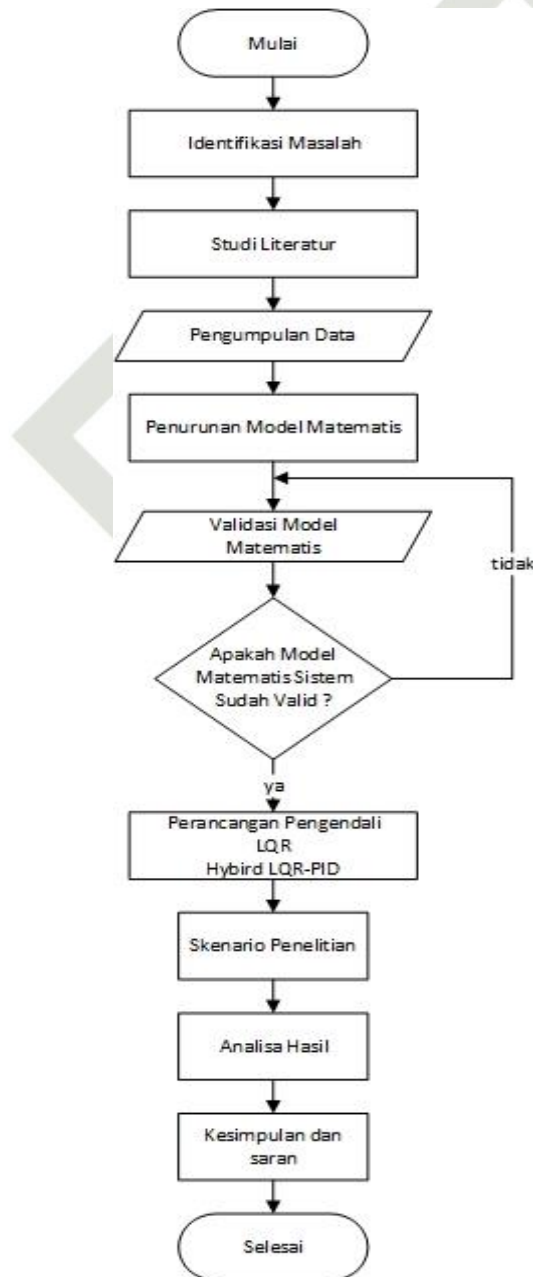 Mulai
Identifikasi Masalah
Studi Literatur
Pengumpulan Data
Penurunan Model Matematis
Validasi Model
Matematis
tidak
Apakah Model
Matematis Sistem
Sudah Valid ?
ya
Perancangan Pengendali
LQR
Hybird LQR-PID
Skenario Penelitian
Analisa Hasil
Kesimpulan dan
saran
Selesai